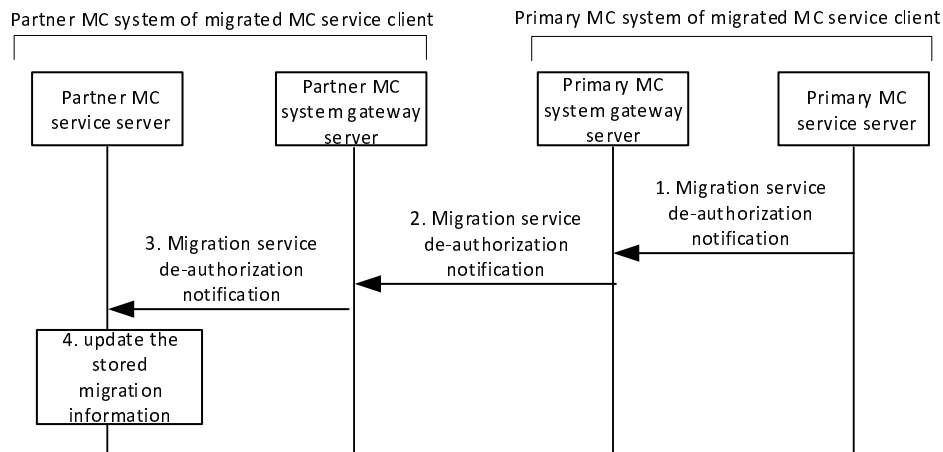 Partner MC system of migrated MC service client
Primary MC system of migrated MC service client
Partner MC
service server
Partner MC
system gateway
server
Primary MC
system gateway
server
Primary MC
service server
1. Migration service
de-authorization
notification
2. Migration service
de-authorization
notification
3. Migration service
de-authorization
notification
4. update the
stored
migration
information